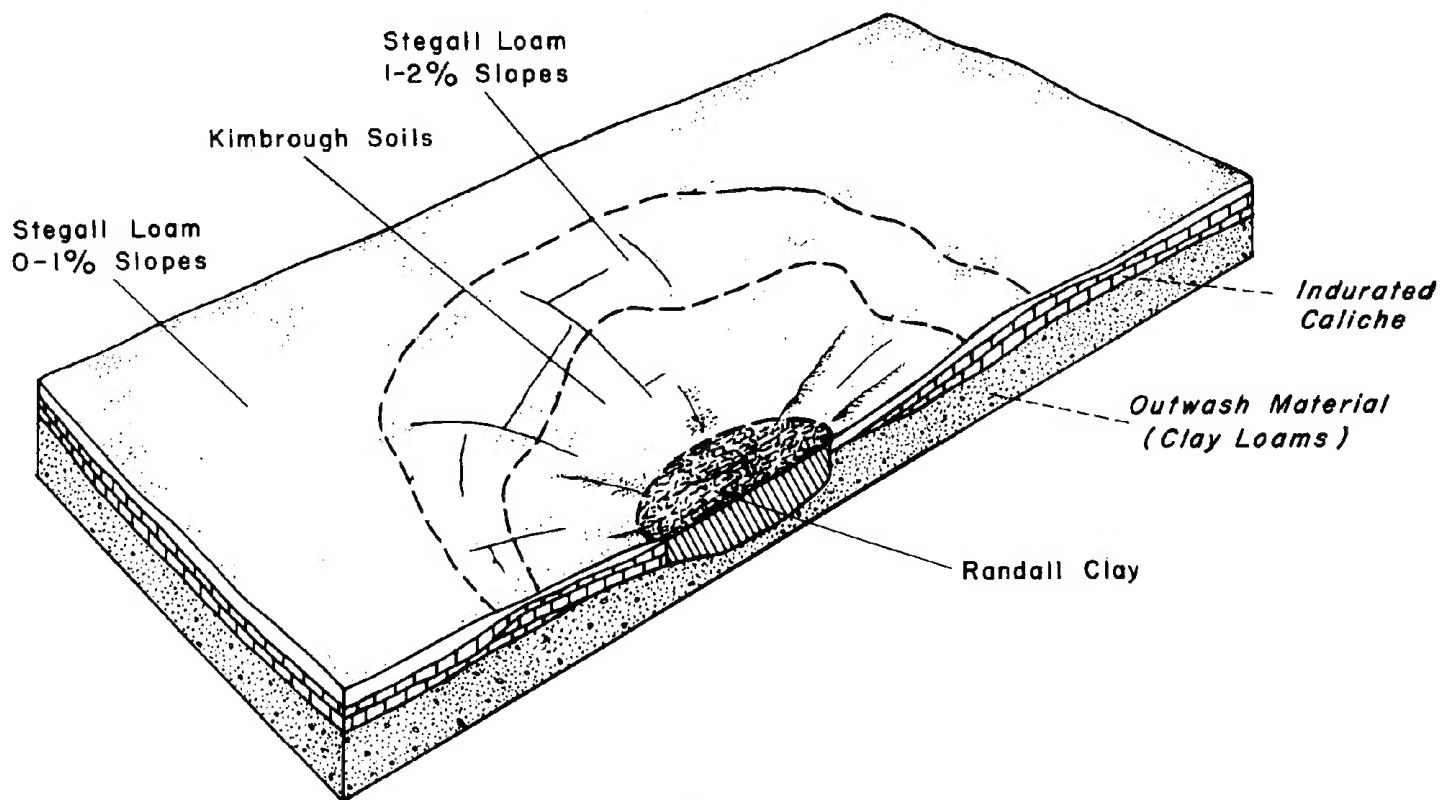 Stegall Loam
1-2% Slopes
Kimbrough Soils
Stegall Loam
0-1% Slopes
Indurated
Caliche
Outwash Material
(Clay Loams)
Randall Clay